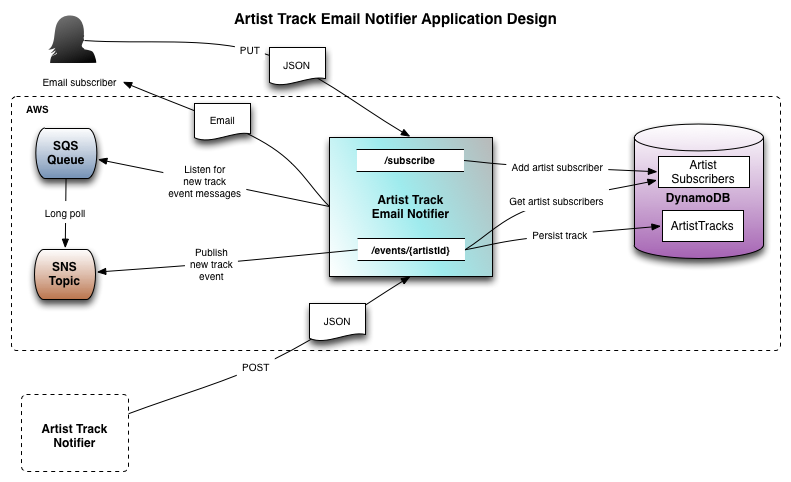 Artist Track Email Notifier Application Design
PUT
JSON
Email subscriber
AWS
Email
SQS
Queue
/subscribe
Add artist subscriber
Artist
Subscribers
Listen for
new track
event messages
Artist Track
Email Notifier
Get artist subscribers
DynamoDB
Long poll
ArtistTracks
Persist track
/events/{artistId}
Publish
new track
event
SNS
Topic
JSON
POST
Artist Track
Notifier